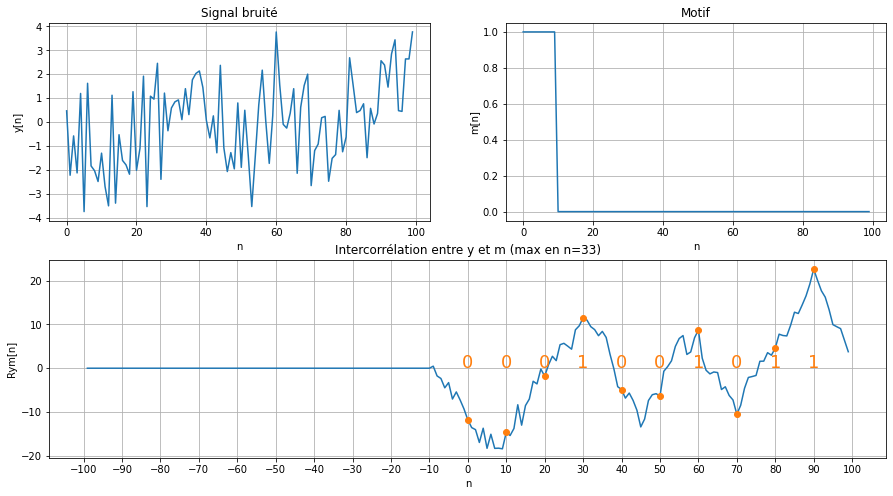 Signal bruité
4
3
2
1
0
−1
−2
−3
−4
y[n]
0 20 40 60 80 100
n
Motif
1.0
0.8
0.6
0.4
0.2
0.0
m[n]
0 20 40 60 80 100
n
Intercorrélation entre y et m (max en n=33)
20
10
0
−10
−20
Rym[n]
0 0 0 1 0 0 1 0 1 1
−100 −90 −80 −70 −60 −50 −40 −30 −20 −10 0 10 20 30 40 50 60 70 80 90 100
n